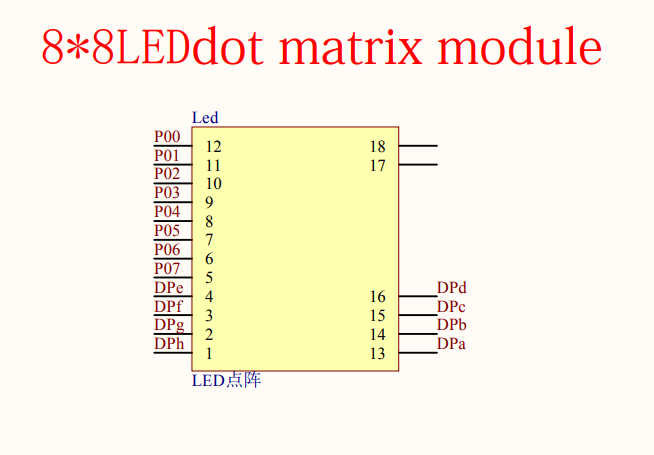 8*8LEDdot matrix module
Led
P00 12 18
P01 11 17
P02 10
P03 9
P04 8
P05 7
P06 6
P07 5
DPe 4 16 DPd
DPf 3 15 DPc
DPg 2 14 DPb
DPh 1 13 DPa
LED点阵